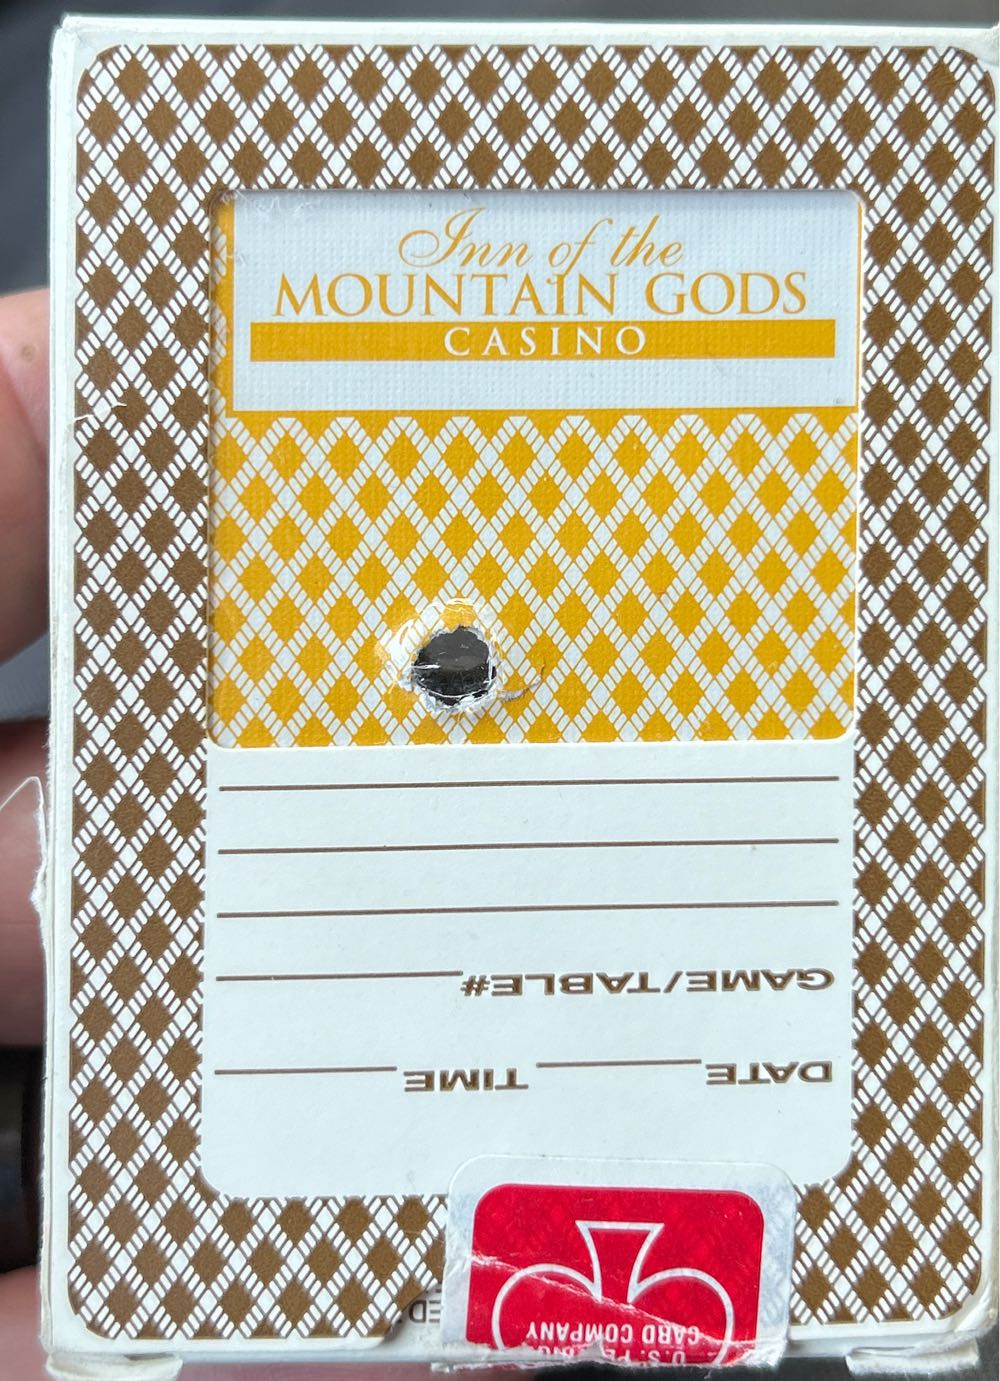 Inn of the
MOUNTAIN GODS
CASINO
GAME/TABLE#
DATE TIME
CARD COMPANY